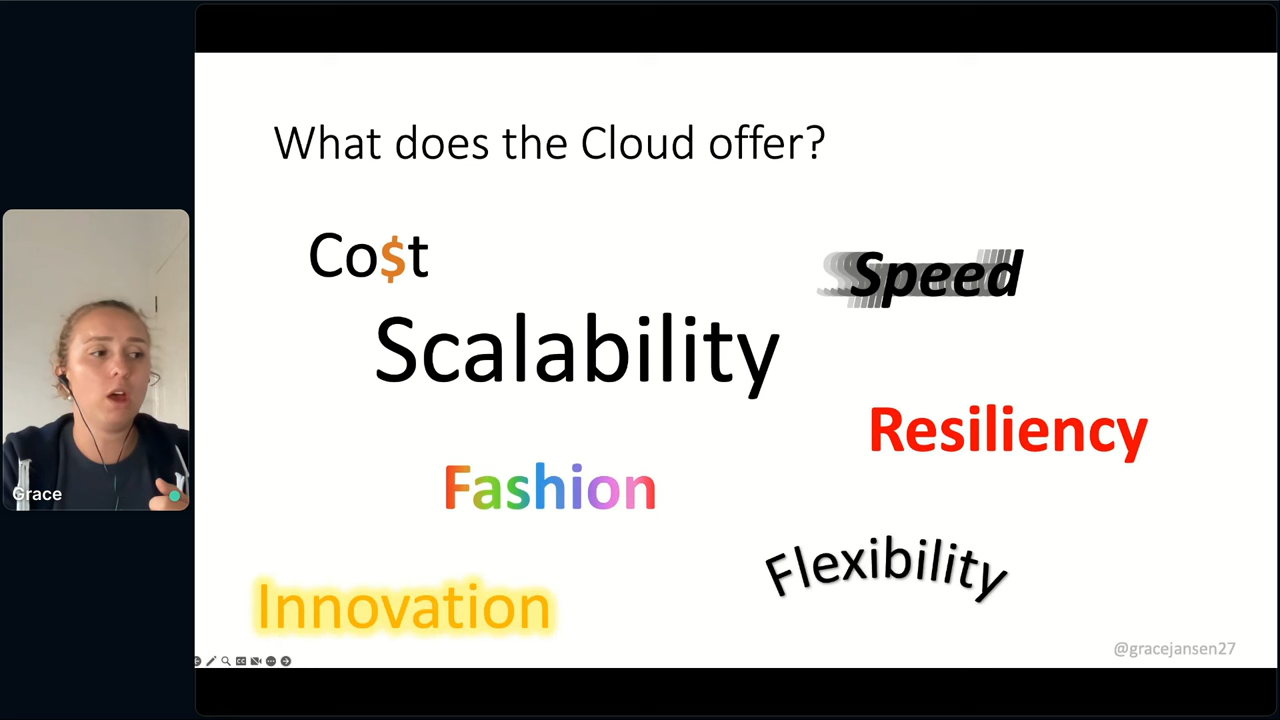 What does the Cloud offer?
Co$t
Speed
Scalability
Resiliency
Fashion
Flexibility
Innovation
@gracejansen27
Grace